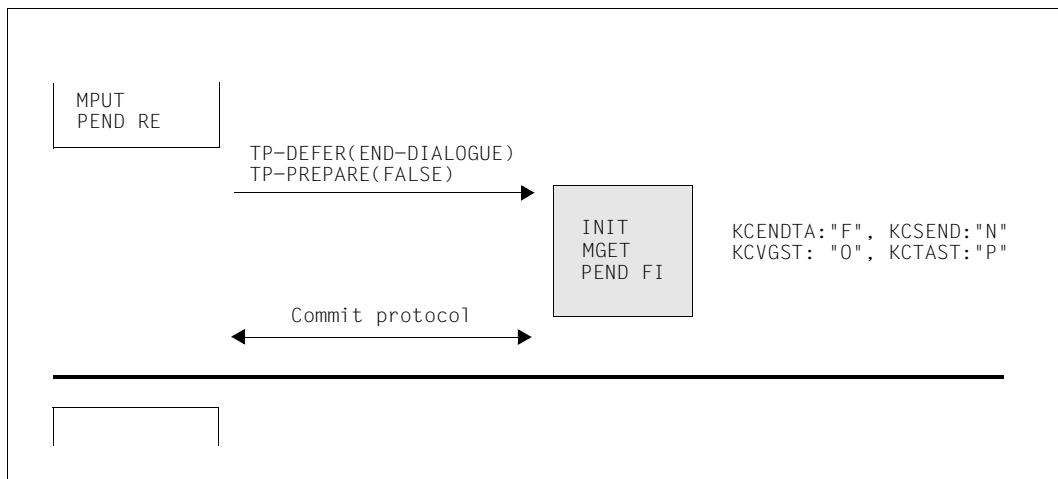 MPUT
PEND RE
TP-DEFER(END-DIALOGUE)
TP-PREPARE(FALSE)
INIT
MGET
PEND FI
KCENDTA:"F", KCSEND:"N"
KCVGST: "O", KCTAST:"P"
Commit protocol